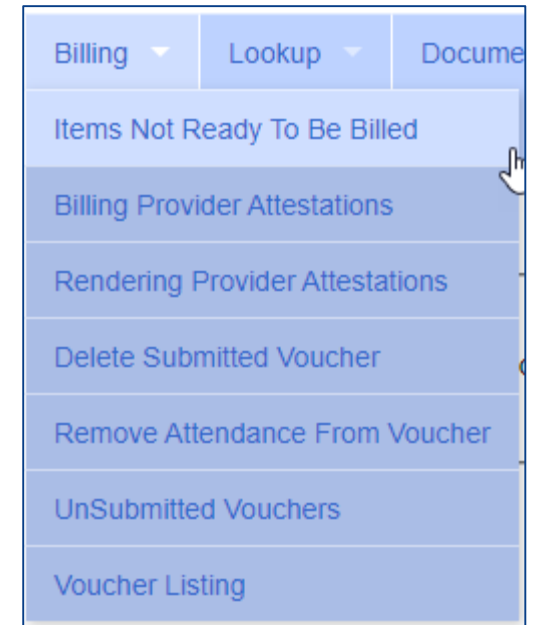 Billing Lookup Docume
Items Not Ready To Be Billed
Billing Provider Attestations
Rendering Provider Attestations
Delete Submitted Voucher
Remove Attendance From Voucher
UnSubmitted Vouchers
Voucher Listing